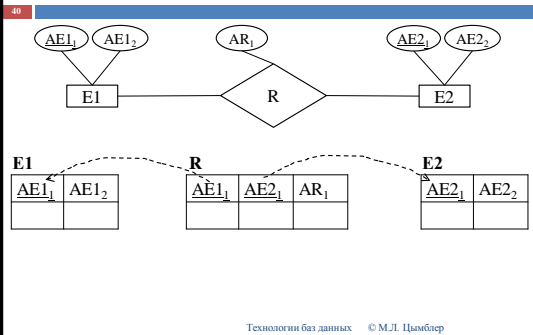 40
AE1₁ AE1₂ AR₁ AE2₁ AE2₂
E1 R E2
E1 R E2
AE1₁ AE1₂ AE1₁ AE2₁ AR₁ AE2₁ AE2₂
Технологии баз данных © М.Л. Цымблер